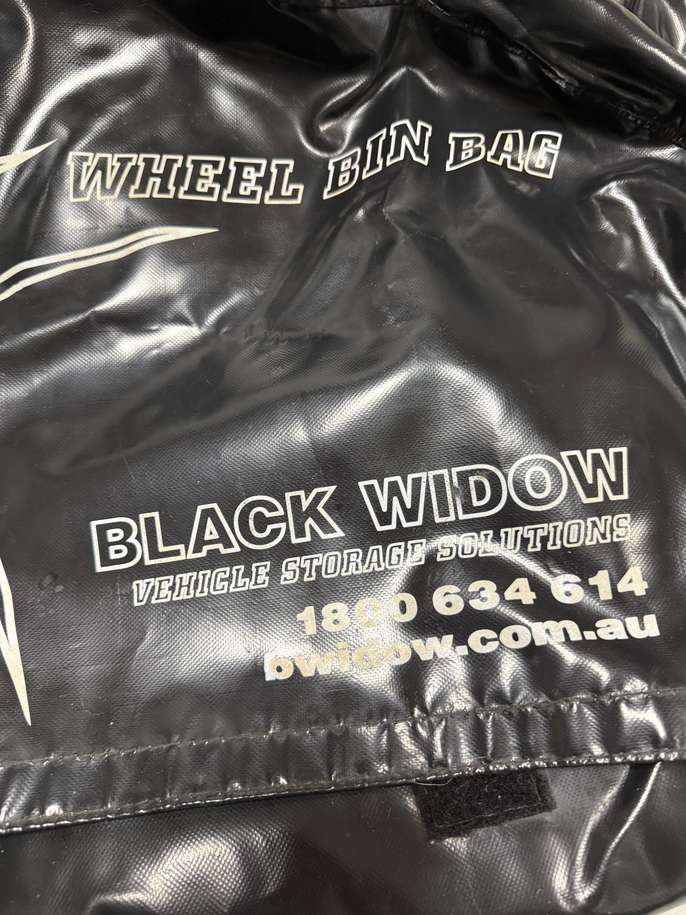 WHEEL BIN BAG
BLACK WIDOW
VEHICLE STORAGE SOLUTIONS
1800 634 614
bwidow.com.au